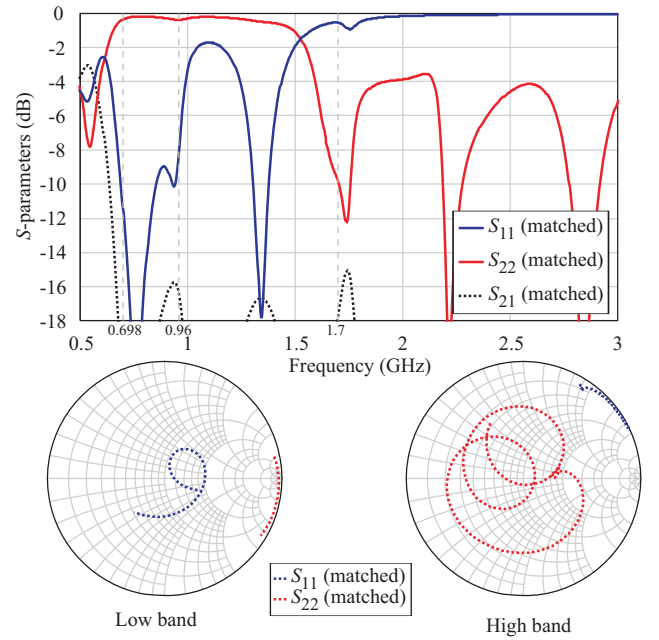 S-parameters (dB)
0
-4
-6
-8
-10
-12
-14
-16
-18
0.5
0.698
0.96
1
1.5
1.7
2
2.5
3
Frequency (GHz)
S11 (matched)
S22 (matched)
S21 (matched)
S11 (matched)
S22 (matched)
Low band
High band